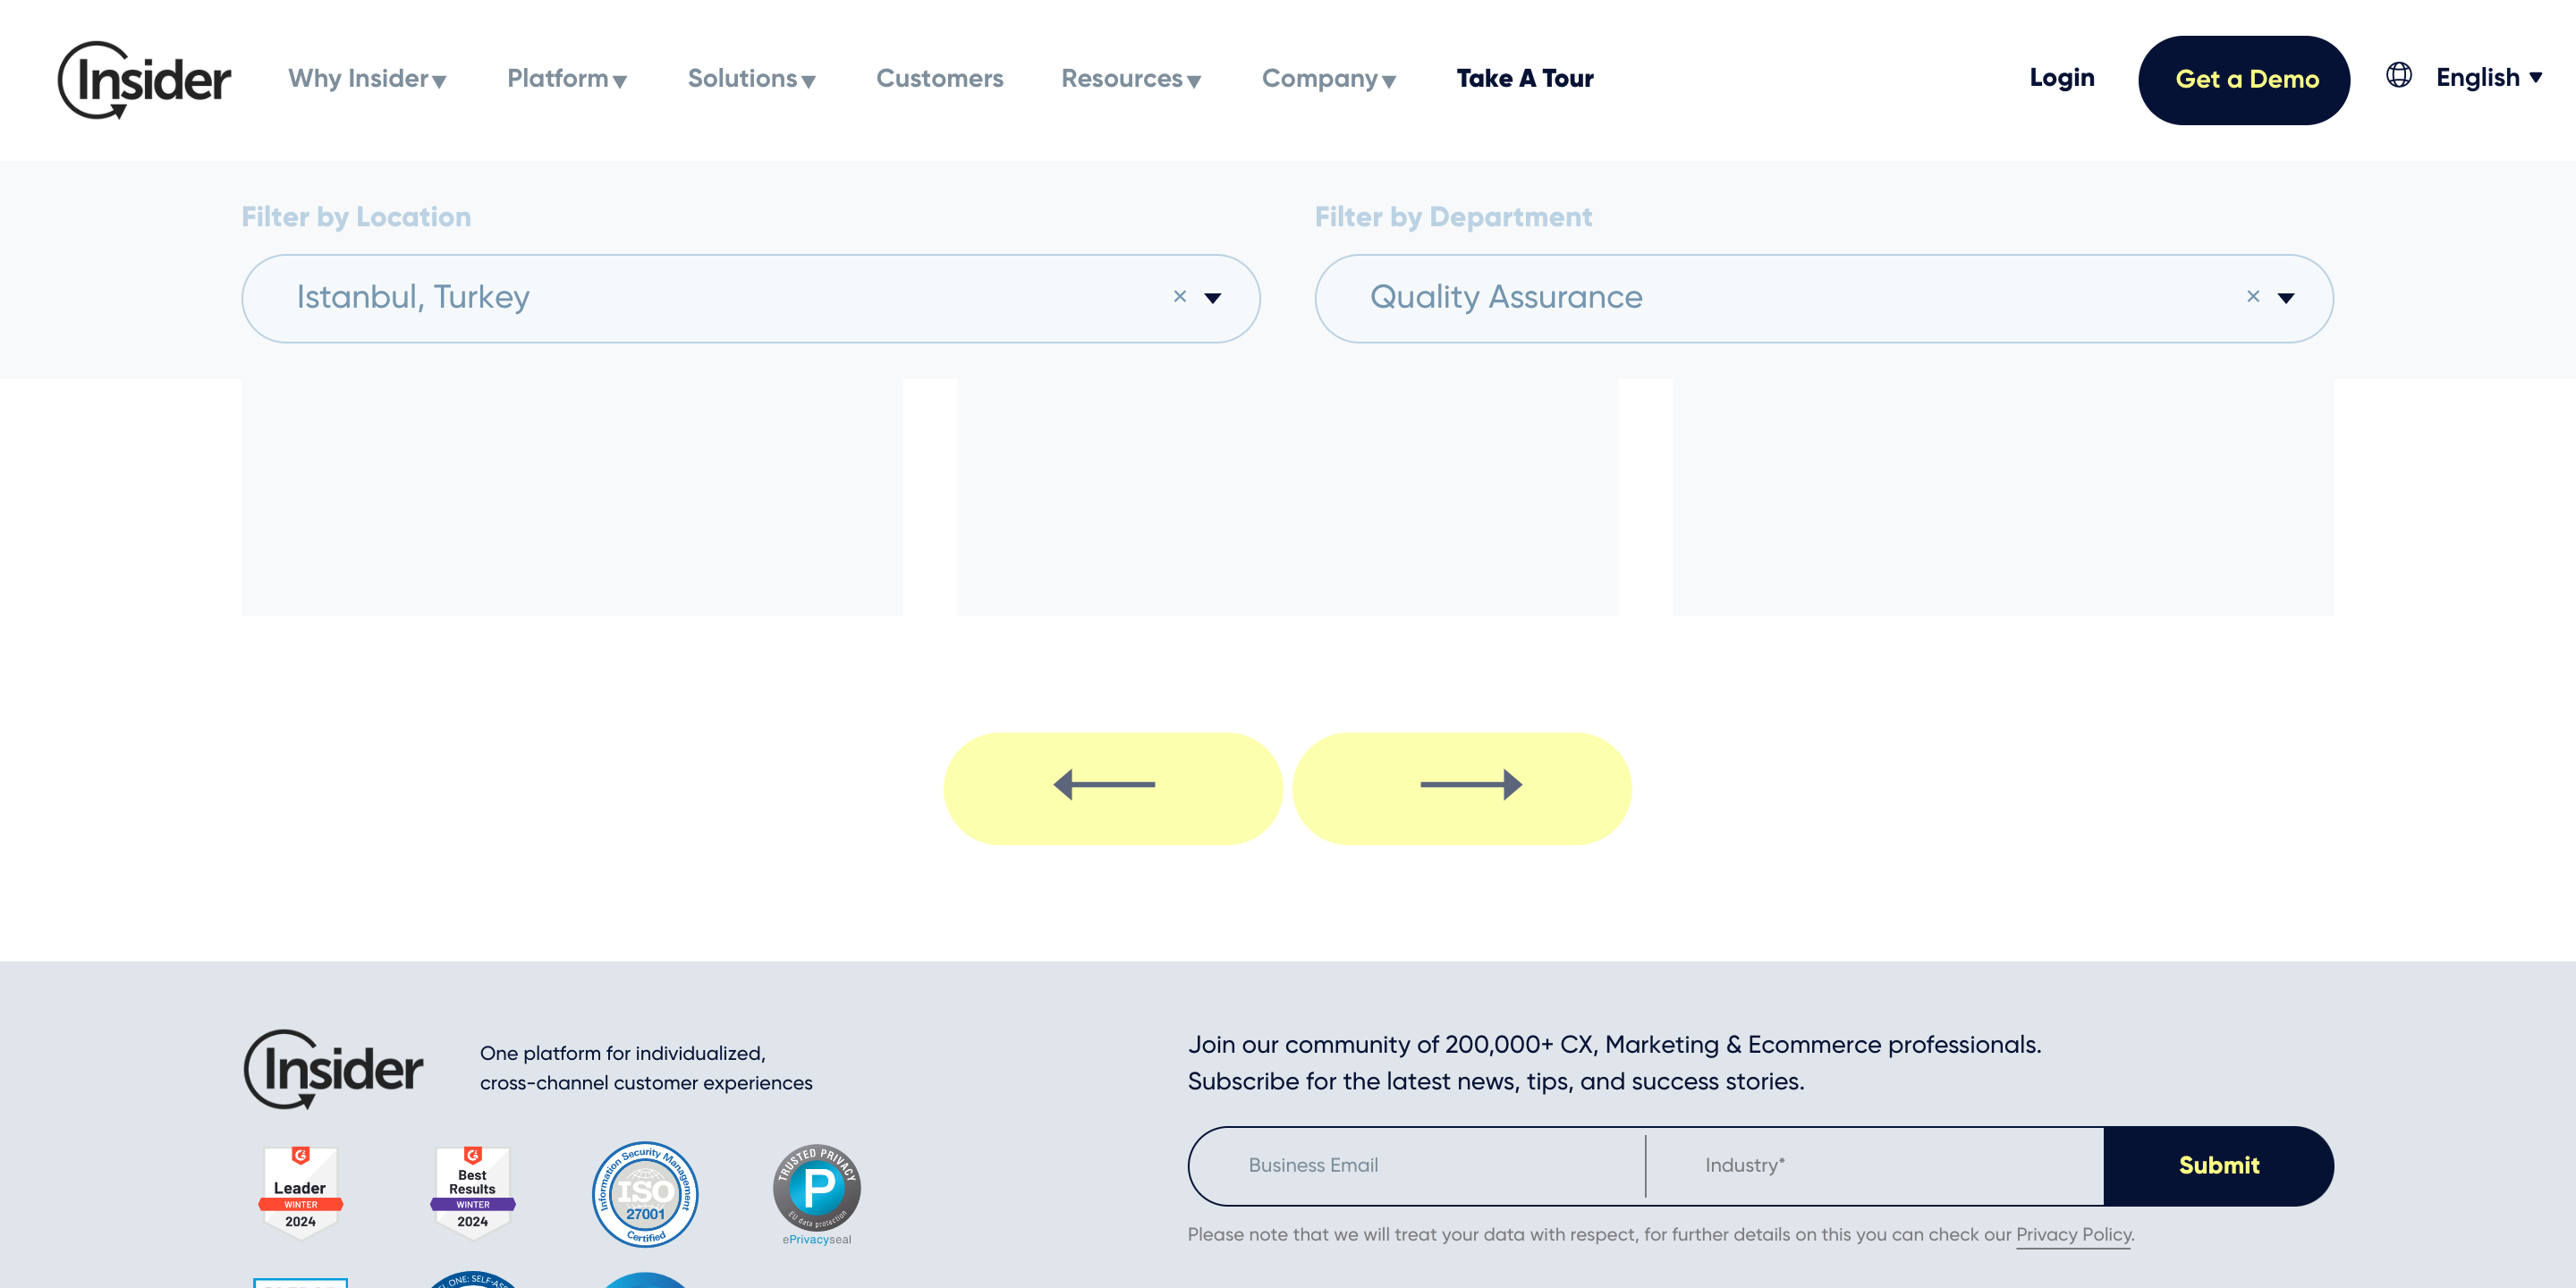 Insider Why Insider Platform Solutions Customers Resources Company Take A Tour Login Get a Demo English
Filter by Location Filter by Department
Istanbul, Turkey × Quality Assurance ×
Insider
One platform for individualized,
cross-channel customer experiences
Join our community of 200,000+ CX, Marketing & Ecommerce professionals.
Subscribe for the latest news, tips, and success stories.
Business Email Industry* Submit
Please note that we will treat your data with respect, for further details on this you can check our Privacy Policy.
Leader
WINTER
2024
Best
Results
WINTER
2024
Information Security Management
ISO
27001
Certified
TRUSTED PRIVACY
P
EU data protection
ePrivacyseal